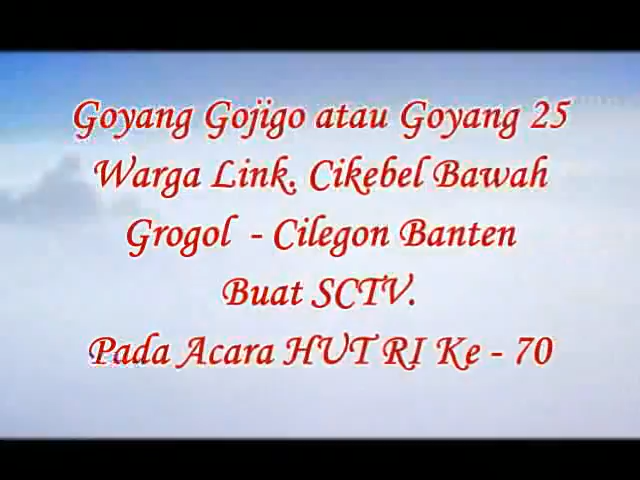 Goyang Gojigo atau Goyang 25
Warga Link. Cikebel Bawah
Grogol - Cilegon Banten
Buat SCTV.
Pada Acara HUT RI Ke - 70